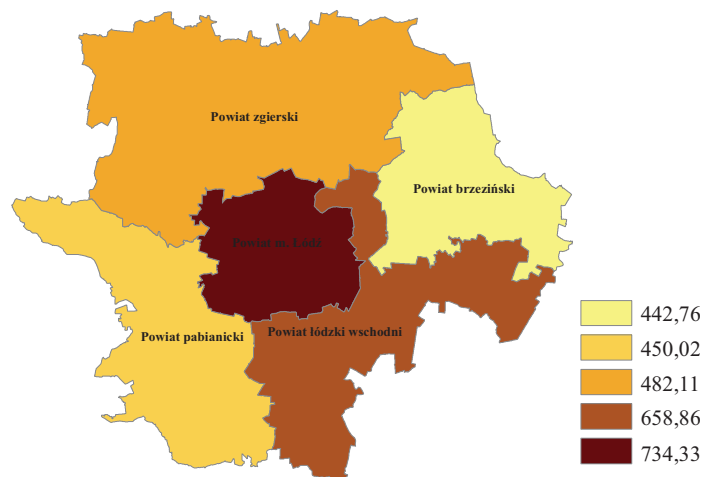 Powiat zgierski
Powiat brzeziński
Powiat m. Łódź
Powiat pabianicki
Powiat łódzki wschodni
442,76
450,02
482,11
658,86
734,33